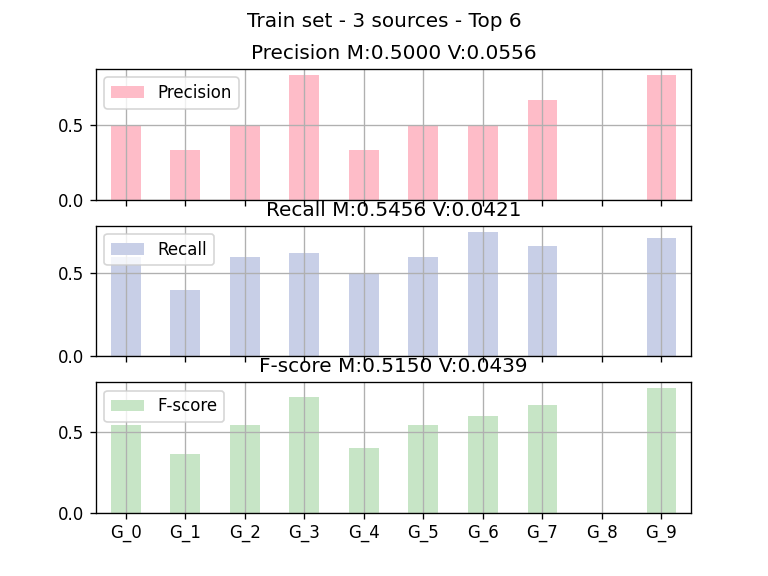 Train set - 3 sources - Top 6
Precision M:0.5000 V:0.0556
Precision
0.5
0.0
Recall M:0.5456 V:0.0421
Recall
0.5
0.0
F-score M:0.5150 V:0.0439
F-score
0.5
0.0
G_0 G_1 G_2 G_3 G_4 G_5 G_6 G_7 G_8 G_9